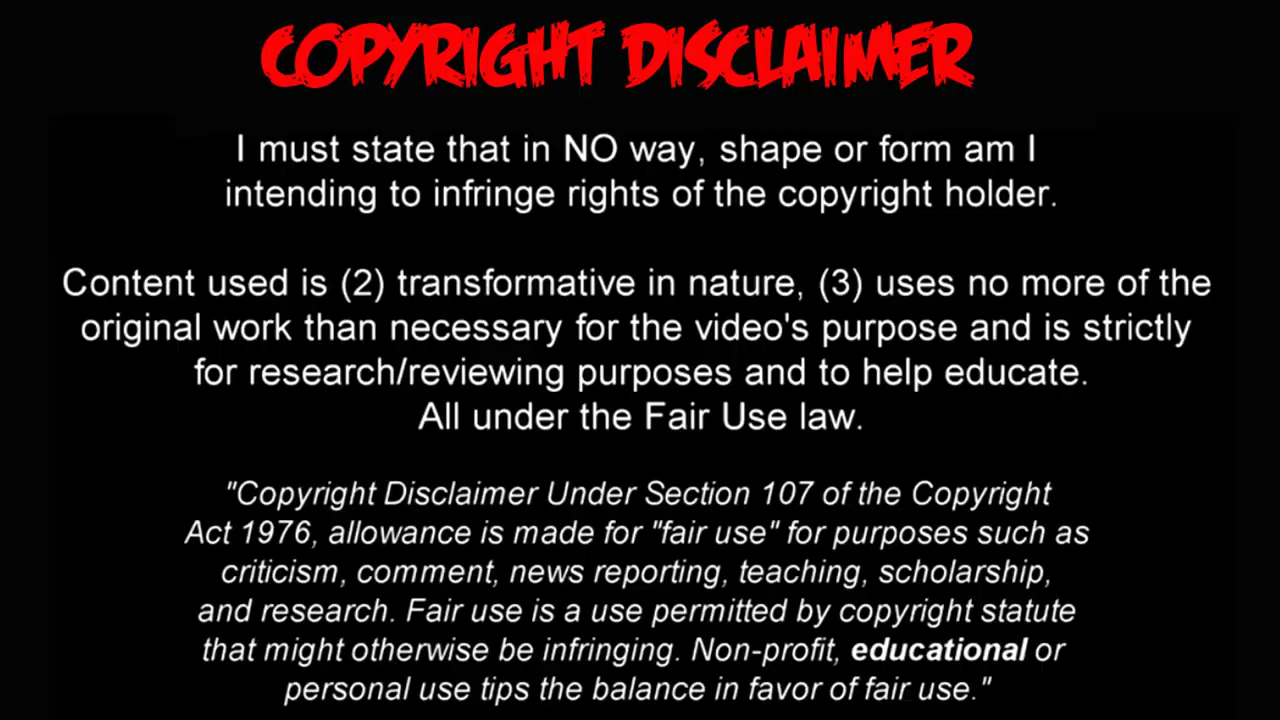 COPYRIGHT DISCLAIMER
I must state that in NO way, shape or form am I
intending to infringe rights of the copyright holder.
Content used is (2) transformative in nature, (3) uses no more of the
original work than necessary for the video's purpose and is strictly
for research/reviewing purposes and to help educate.
All under the Fair Use law.
"Copyright Disclaimer Under Section 107 of the Copyright
Act 1976, allowance is made for "fair use" for purposes such as
criticism, comment, news reporting, teaching, scholarship,
and research. Fair use is a use permitted by copyright statute
that might otherwise be infringing. Non-profit, educational or
personal use tips the balance in favor of fair use."